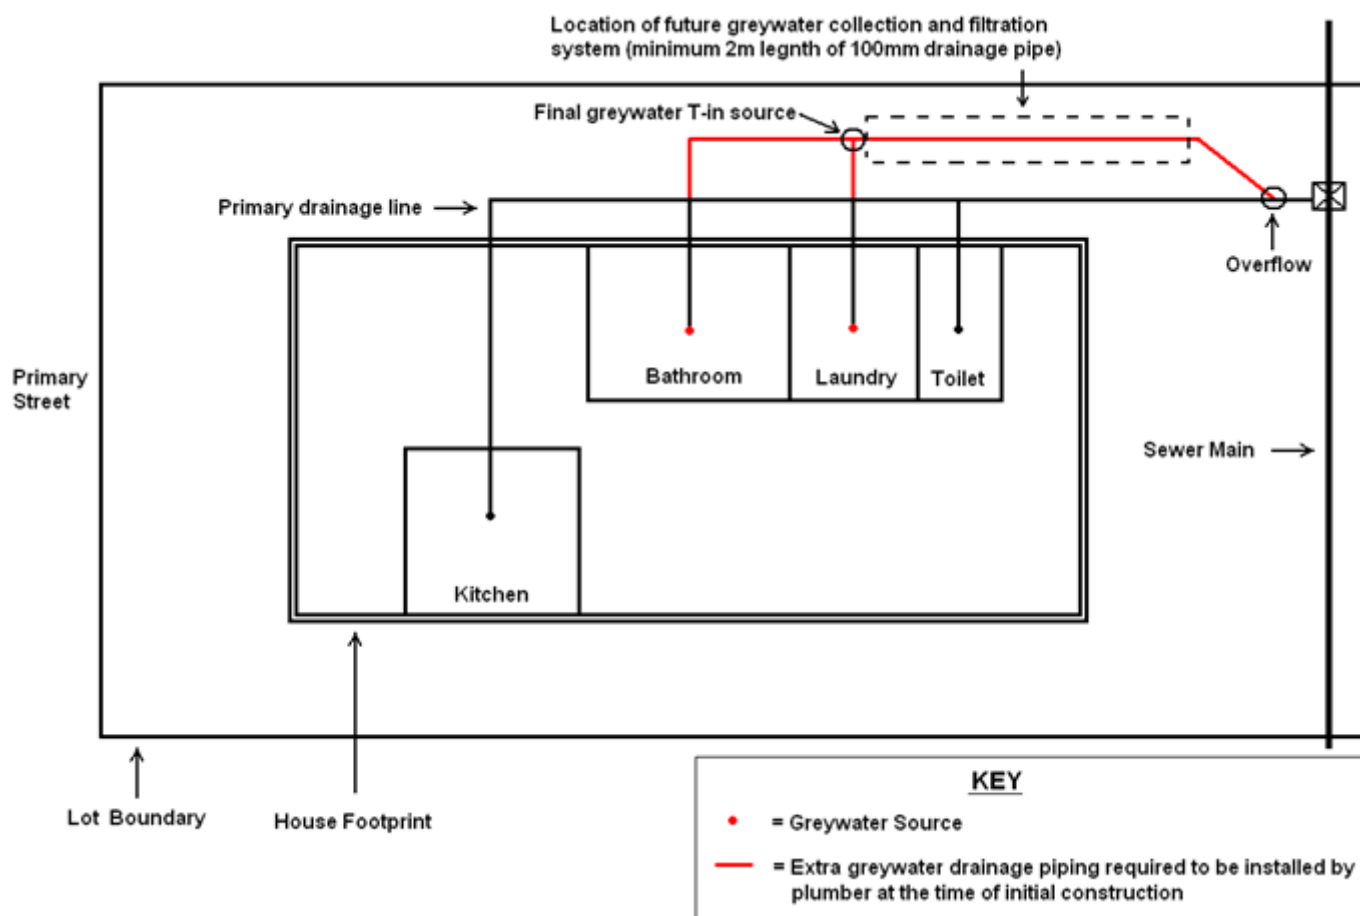 Location of future greywater collection and filtration
system (minimum 2m legnth of 100mm drainage pipe)
Final greywater T-in source
Primary drainage line
Overflow
Primary
Street
Bathroom
Laundry
Toilet
Sewer Main
Kitchen
Lot Boundary
House Footprint
KEY
= Greywater Source
= Extra greywater drainage piping required to be installed by
plumber at the time of initial construction